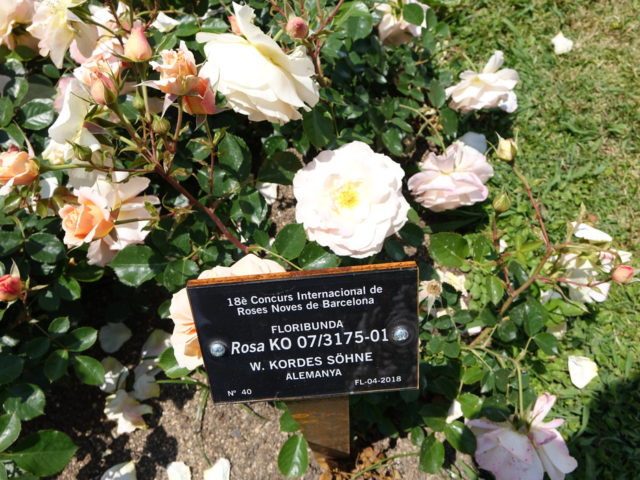 18è Concurs Internacional de
Roses Noves de Barcelona
FLORIBUNDA
Rosa KO 07/3175-01
W. KORDES SÖHNE
ALEMANYA
Nº 40 FL-04-2018